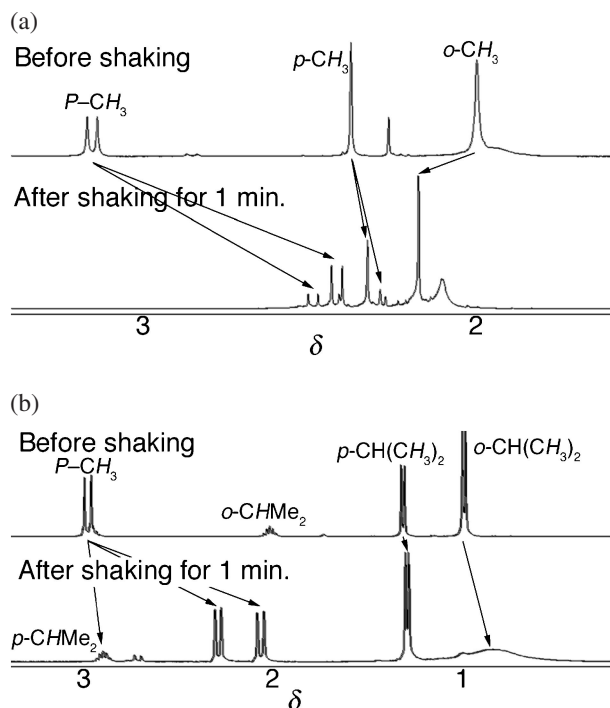 (a)
Before shaking
P–CH₃
p-CH₃
o-CH₃
After shaking for 1 min.
3
2
δ
(b)
Before shaking
P–CH₃
o-CHMe₂
p-CH(CH₃)₂
o-CH(CH₃)₂
After shaking for 1 min.
p-CHMe₂
3
2
1
δ